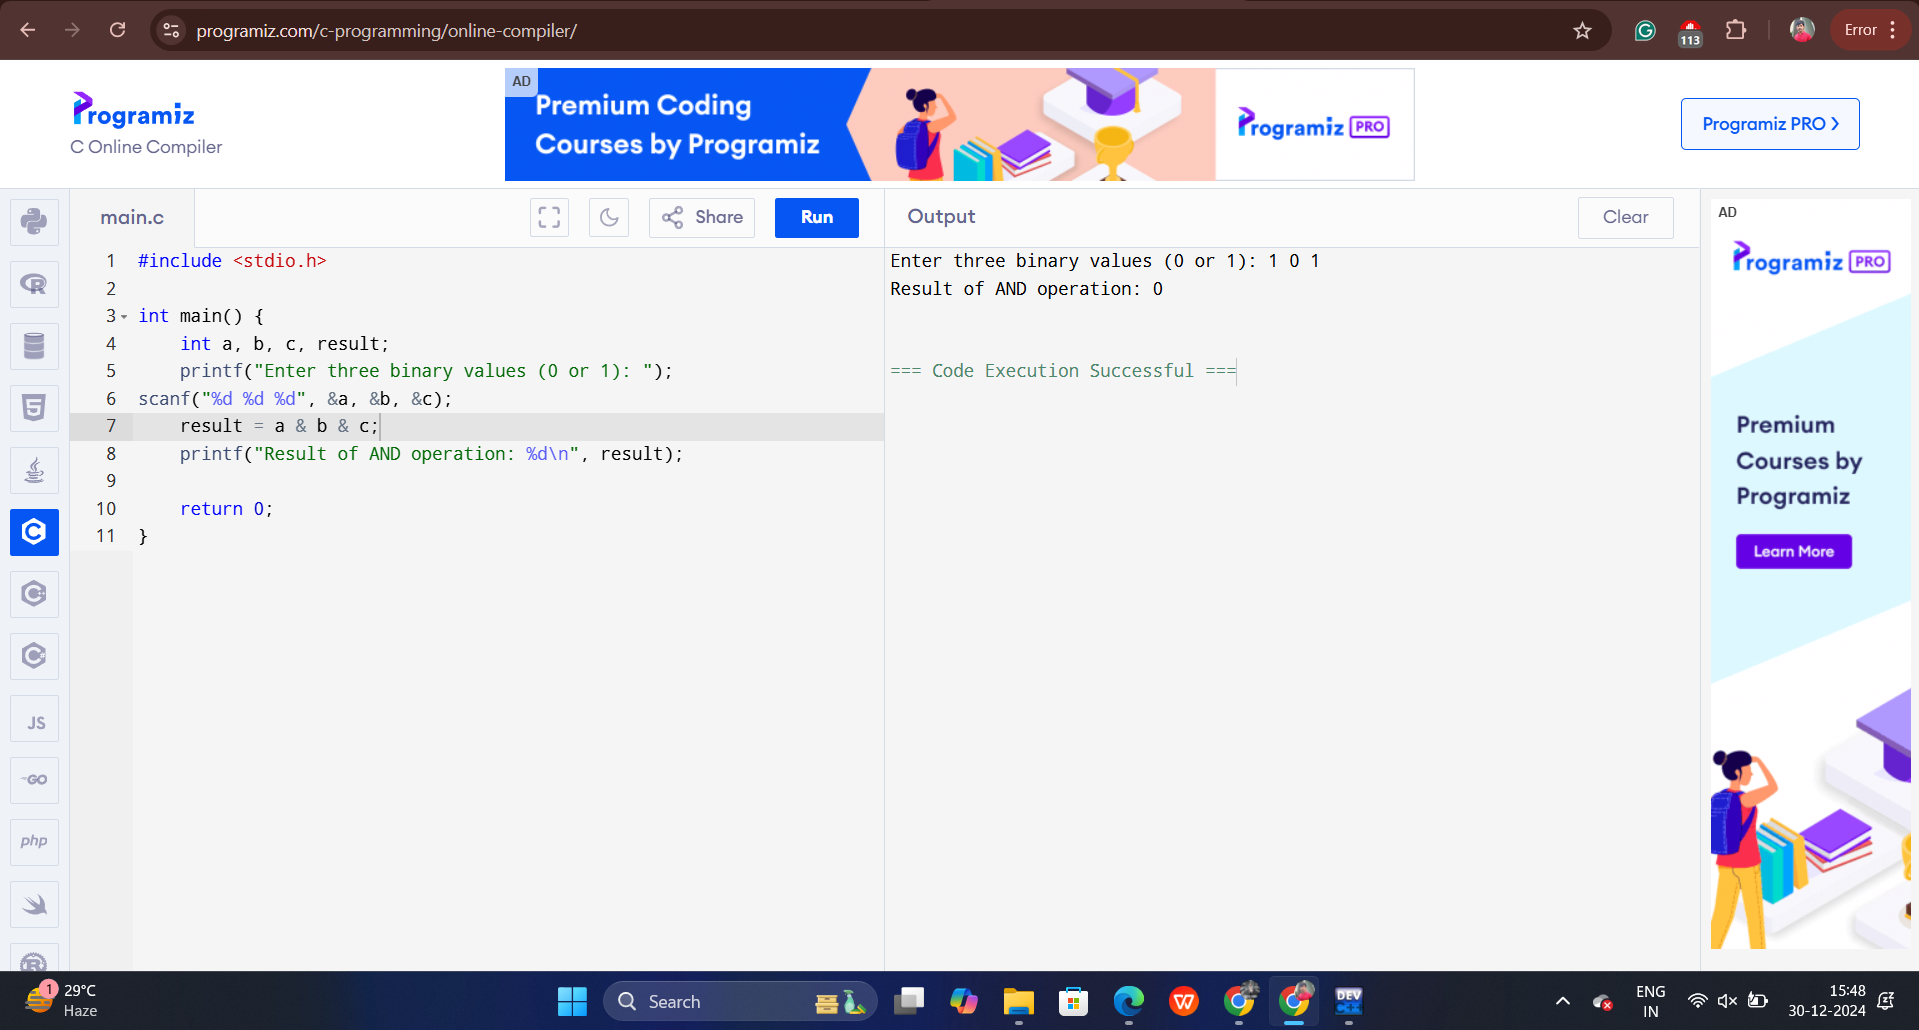 programiz.com/c-programming/online-compiler/
113
Error
Programiz
C Online Compiler
AD
Premium Coding
Courses by Programiz
Programiz PRO
Programiz PRO
main.c
Share
Run
Output
Clear
1 #include <stdio.h>
2
3 int main() {
4     int a, b, c, result;
5     printf("Enter three binary values (0 or 1): ");
6 scanf("%d %d %d", &a, &b, &c);
7     result = a & b & c;
8     printf("Result of AND operation: %d\n", result);
9
10     return 0;
11 }
Enter three binary values (0 or 1): 1 0 1
Result of AND operation: 0
=== Code Execution Successful ===
AD
Programiz PRO
Premium
Courses by
Programiz
Learn More
R
5
C
C
C
JS
GO
php
R
1
29°C
Haze
Search
DEV
C++
ENG
IN
15:48
30-12-2024